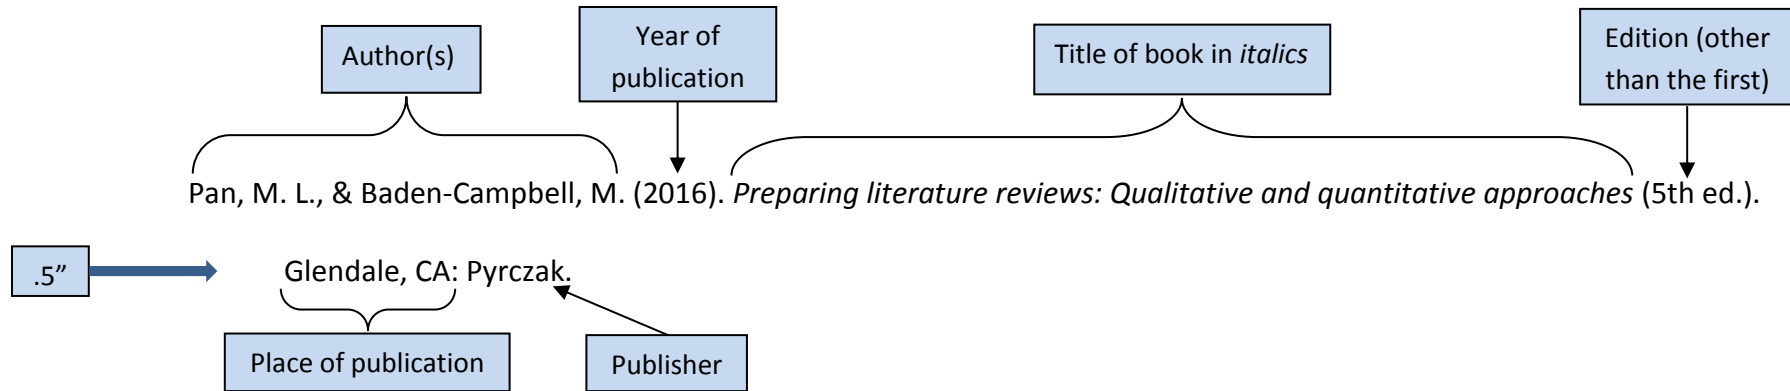 Author(s)
Year of
publication
Title of book in italics
Edition (other
than the first)
Pan, M. L., & Baden-Campbell, M. (2016). Preparing literature reviews: Qualitative and quantitative approaches (5th ed.).
.5”
Glendale, CA: Pyrczak.
Place of publication
Publisher